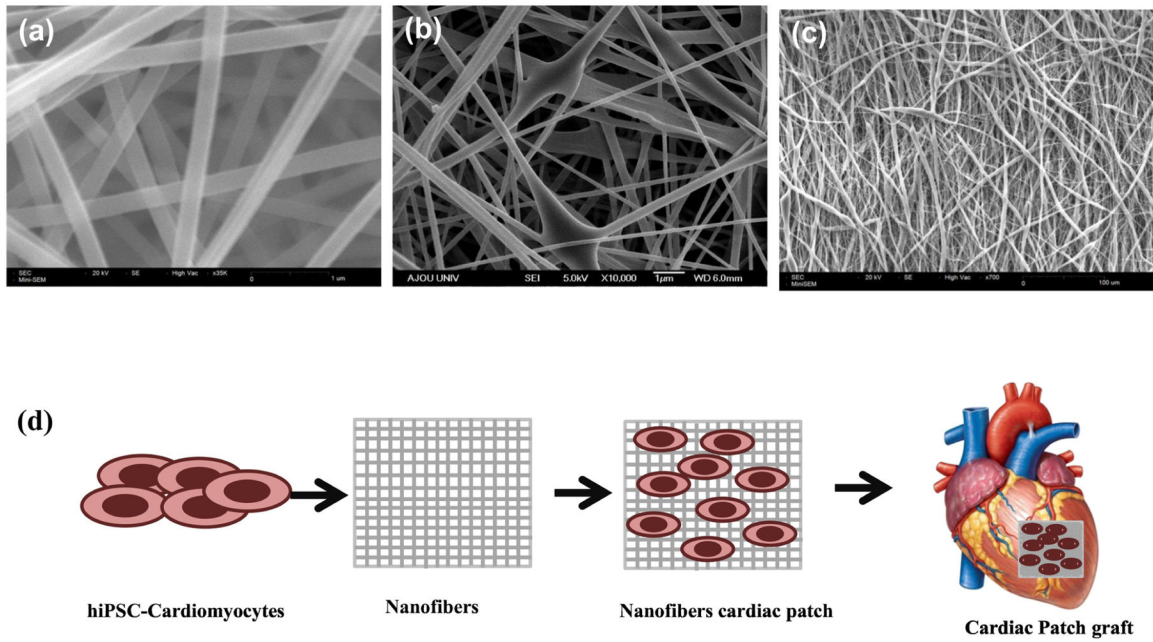 (a)
SEC 20 kV SE High Vac x35K 0 1 um
Mini-SEM
(b)
AJOU UNIV SEI 5.0kV X10,000 1µm WD 6.0mm
(c)
SEC 20 kV SE High Vac x700 0 100 um
MiniSEM
(d)
hiPSC-Cardiomyocytes
Nanofibers
Nanofibers cardiac patch
Cardiac Patch graft